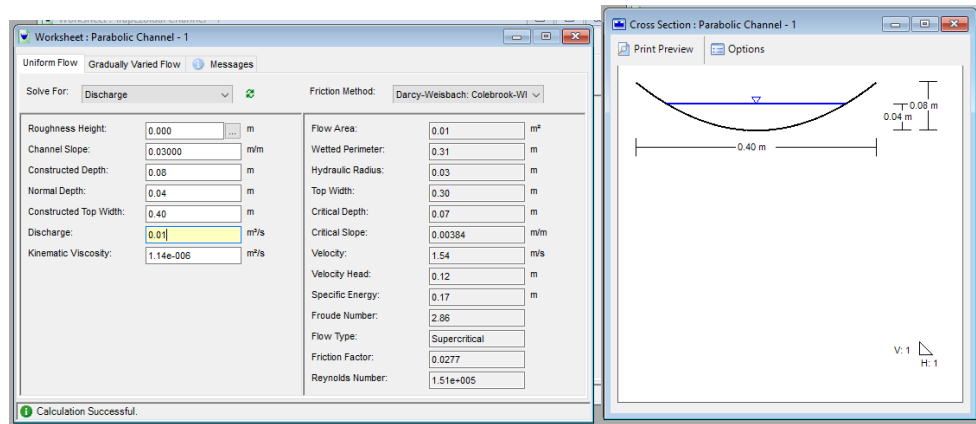 Worksheet : Trapezoidal Channel - 1
Worksheet : Parabolic Channel - 1
Uniform Flow Gradually Varied Flow Messages
Solve For: Discharge Friction Method: Darcy-Weisbach: Colebrook-WI
Roughness Height: 0.000 ... m Flow Area: 0.01 m²
Channel Slope: 0.03000 m/m Wetted Perimeter: 0.31 m
Constructed Depth: 0.08 m Hydraulic Radius: 0.03 m
Normal Depth: 0.04 m Top Width: 0.30 m
Constructed Top Width: 0.40 m Critical Depth: 0.07 m
Discharge: 0.01 m³/s Critical Slope: 0.00384 m/m
Kinematic Viscosity: 1.14e-006 m²/s Velocity: 1.54 m/s
Velocity Head: 0.12 m
Specific Energy: 0.17 m
Froude Number: 2.86
Flow Type: Supercritical
Friction Factor: 0.0277
Reynolds Number: 1.51e+005
Calculation Successful.
Cross Section : Parabolic Channel - 1
Print Preview Options
0.08 m
0.04 m
0.40 m
V: 1
H: 1